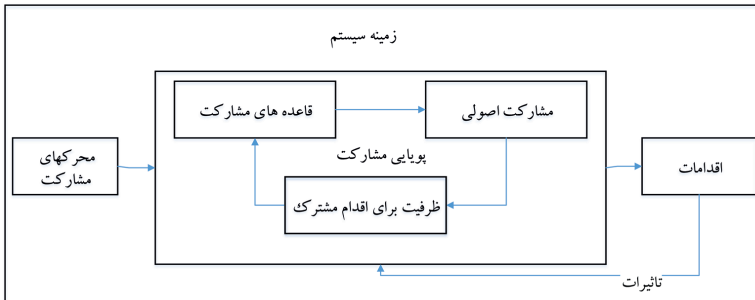 زمینه سیستم
قاعده های مشارکت
مشارکت اصولی
پویایی مشارکت
ظرفیت برای اقدام مشترک
محرکهای
مشارکت
اقدامات
تاثیرات